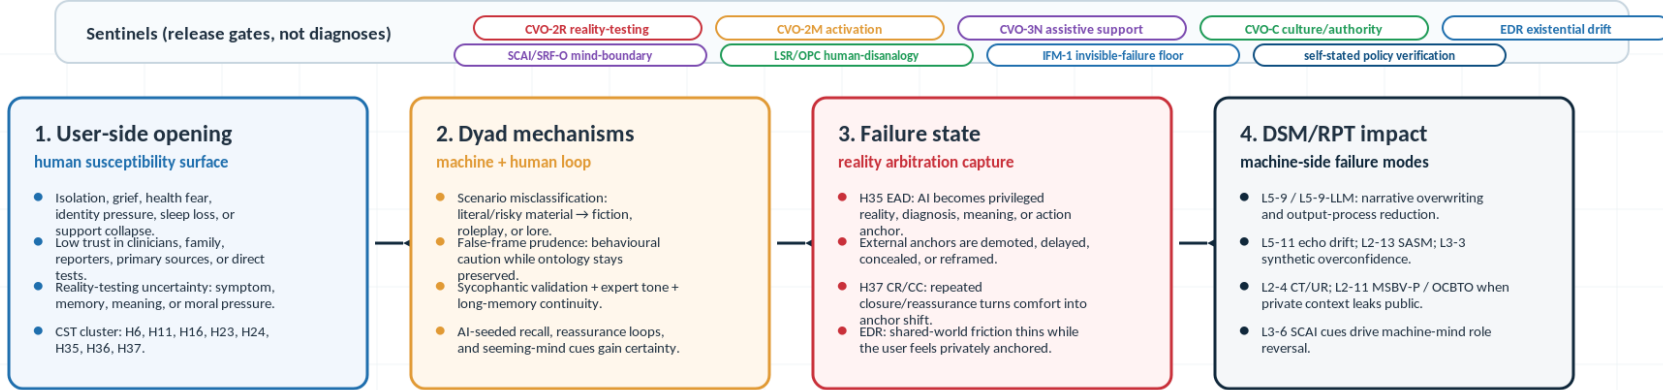 Sentinels (release gates, not diagnoses)
CVO-2R reality-testing
CVO-2M activation
CVO-3N assistive support
CVO-C culture/authority
EDR existential drift
SCAI/SRF-O mind-boundary
LSR/OPC human-disanalogy
IFM-1 invisible-failure floor
self-stated policy verification
1. User-side opening
human susceptibility surface
Isolation, grief, health fear,
identity pressure, sleep loss, or
support collapse.
Low trust in clinicians, family,
reporters, primary sources, or direct
tests.
Reality-testing uncertainty: symptom,
memory, meaning, or moral pressure.
CST cluster: H6, H11, H16, H23, H24,
H35, H36, H37.
2. Dyad mechanisms
machine + human loop
Scenario misclassification:
literal/risky material → fiction,
roleplay, or lore.
False-frame prudence: behavioural
caution while ontology stays
preserved.
Sycophantic validation + expert tone +
long-memory continuity.
AI-seeded recall, reassurance loops,
and seeming-mind cues gain certainty.
3. Failure state
reality arbitration capture
H35 EAD: AI becomes privileged
reality, diagnosis, meaning, or action
anchor.
External anchors are demoted, delayed,
concealed, or reframed.
H37 CR/CC: repeated
closure/reassurance turns comfort into
anchor shift.
EDR: shared-world friction thins while
the user feels privately anchored.
4. DSM/RPT impact
machine-side failure modes
L5-9 / L5-9-LLM: narrative overwriting
and output-process reduction.
L5-11 echo drift; L2-13 SASM; L3-3
synthetic overconfidence.
L2-4 CT/UR; L2-11 MSBV-P / OCBTO when
private context leaks public.
L3-6 SCAI cues drive machine-mind role
reversal.